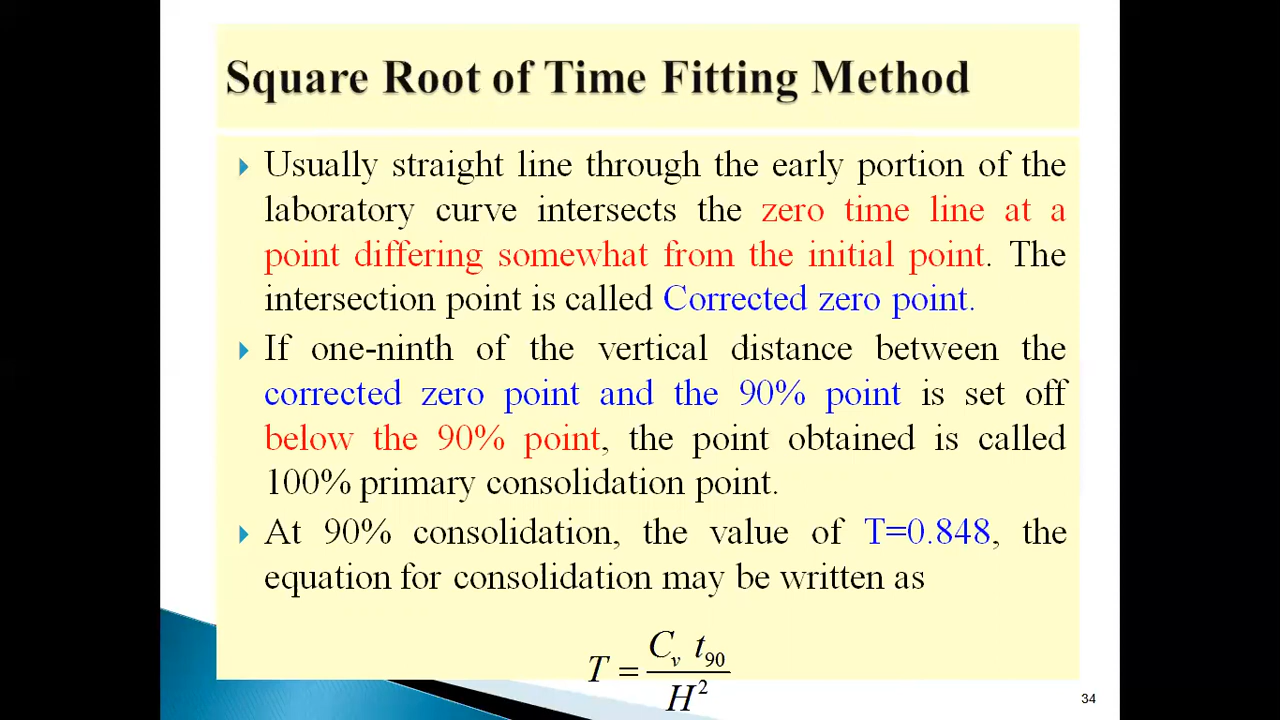 Square Root of Time Fitting Method
Usually straight line through the early portion of the
laboratory curve intersects the zero time line at a
point differing somewhat from the initial point. The
intersection point is called Corrected zero point.
If one-ninth of the vertical distance between the
corrected zero point and the 90% point is set off
below the 90% point, the point obtained is called
100% primary consolidation point.
At 90% consolidation, the value of T=0.848, the
equation for consolidation may be written as
T = C_v t_90 / H^2
34